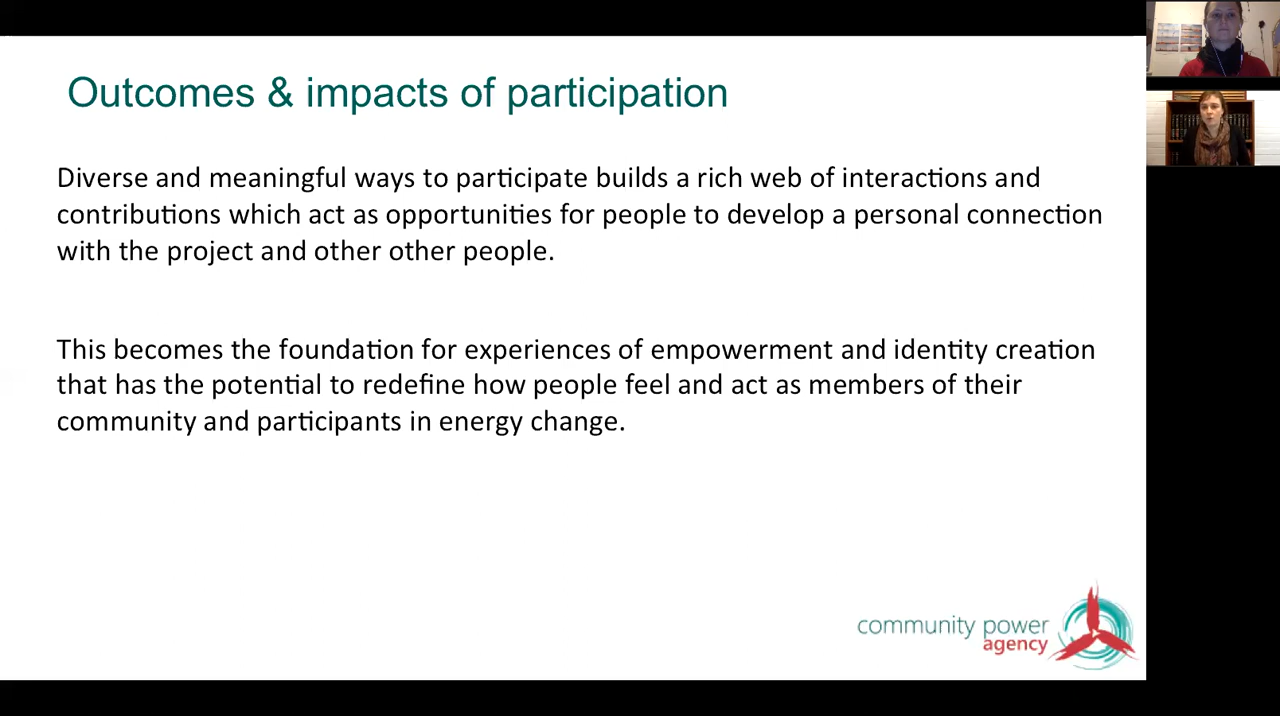 Outcomes & impacts of participation
Diverse and meaningful ways to participate builds a rich web of interactions and
contributions which act as opportunities for people to develop a personal connection
with the project and other other people.
This becomes the foundation for experiences of empowerment and identity creation
that has the potential to redefine how people feel and act as members of their
community and participants in energy change.
community power
agency